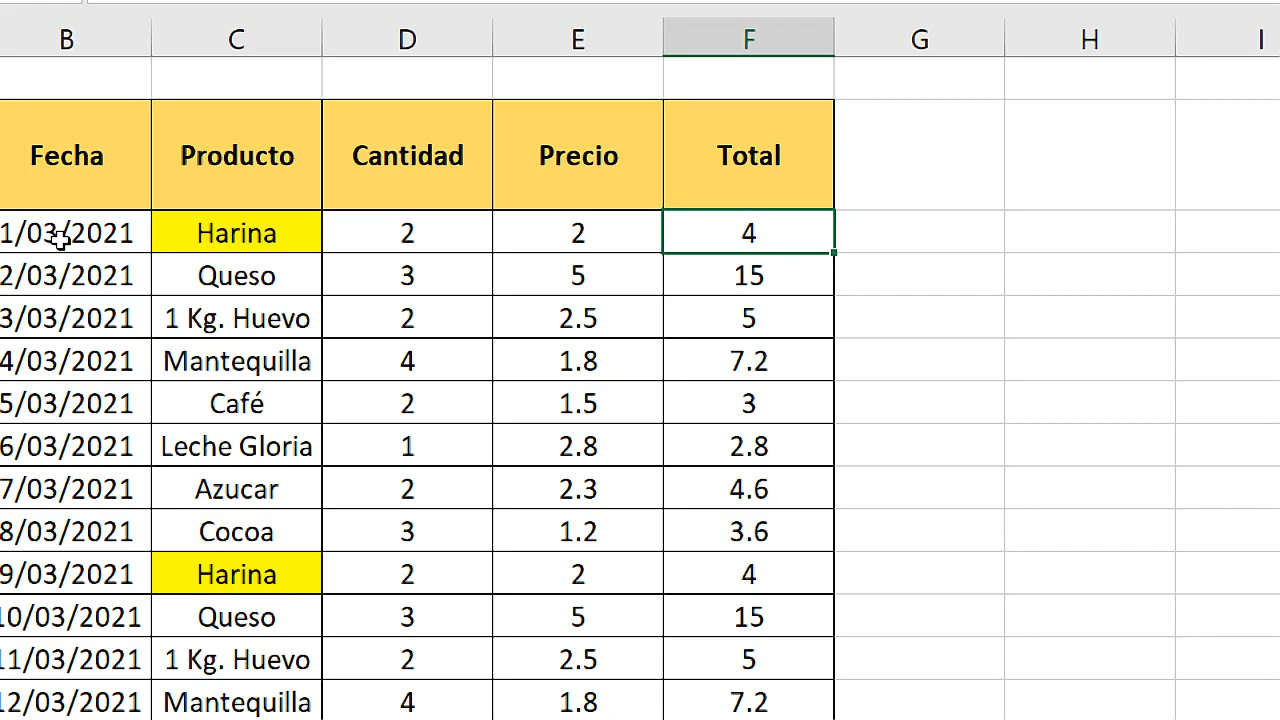 B C D E F G H I
Fecha Producto Cantidad Precio Total
1/03/2021 Harina 2 2 4
2/03/2021 Queso 3 5 15
3/03/2021 1 Kg. Huevo 2 2.5 5
4/03/2021 Mantequilla 4 1.8 7.2
5/03/2021 Café 2 1.5 3
6/03/2021 Leche Gloria 1 2.8 2.8
7/03/2021 Azucar 2 2.3 4.6
8/03/2021 Cocoa 3 1.2 3.6
9/03/2021 Harina 2 2 4
10/03/2021 Queso 3 5 15
11/03/2021 1 Kg. Huevo 2 2.5 5
12/03/2021 Mantequilla 4 1.8 7.2